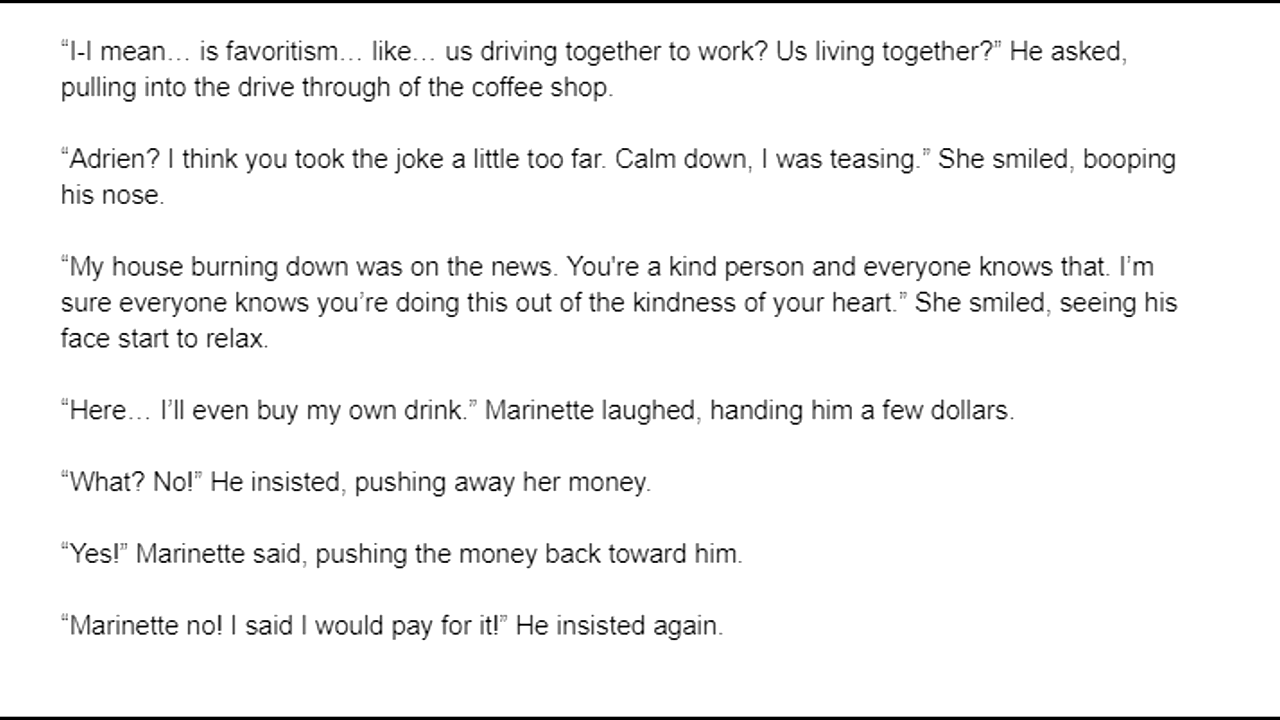 “I-I mean… is favoritism… like… us driving together to work? Us living together?” He asked,
pulling into the drive through of the coffee shop.
“Adrien? I think you took the joke a little too far. Calm down, I was teasing.” She smiled, booping
his nose.
“My house burning down was on the news. You're a kind person and everyone knows that. I’m
sure everyone knows you’re doing this out of the kindness of your heart.” She smiled, seeing his
face start to relax.
“Here… I’ll even buy my own drink.” Marinette laughed, handing him a few dollars.
“What? No!” He insisted, pushing away her money.
“Yes!” Marinette said, pushing the money back toward him.
“Marinette no! I said I would pay for it!” He insisted again.